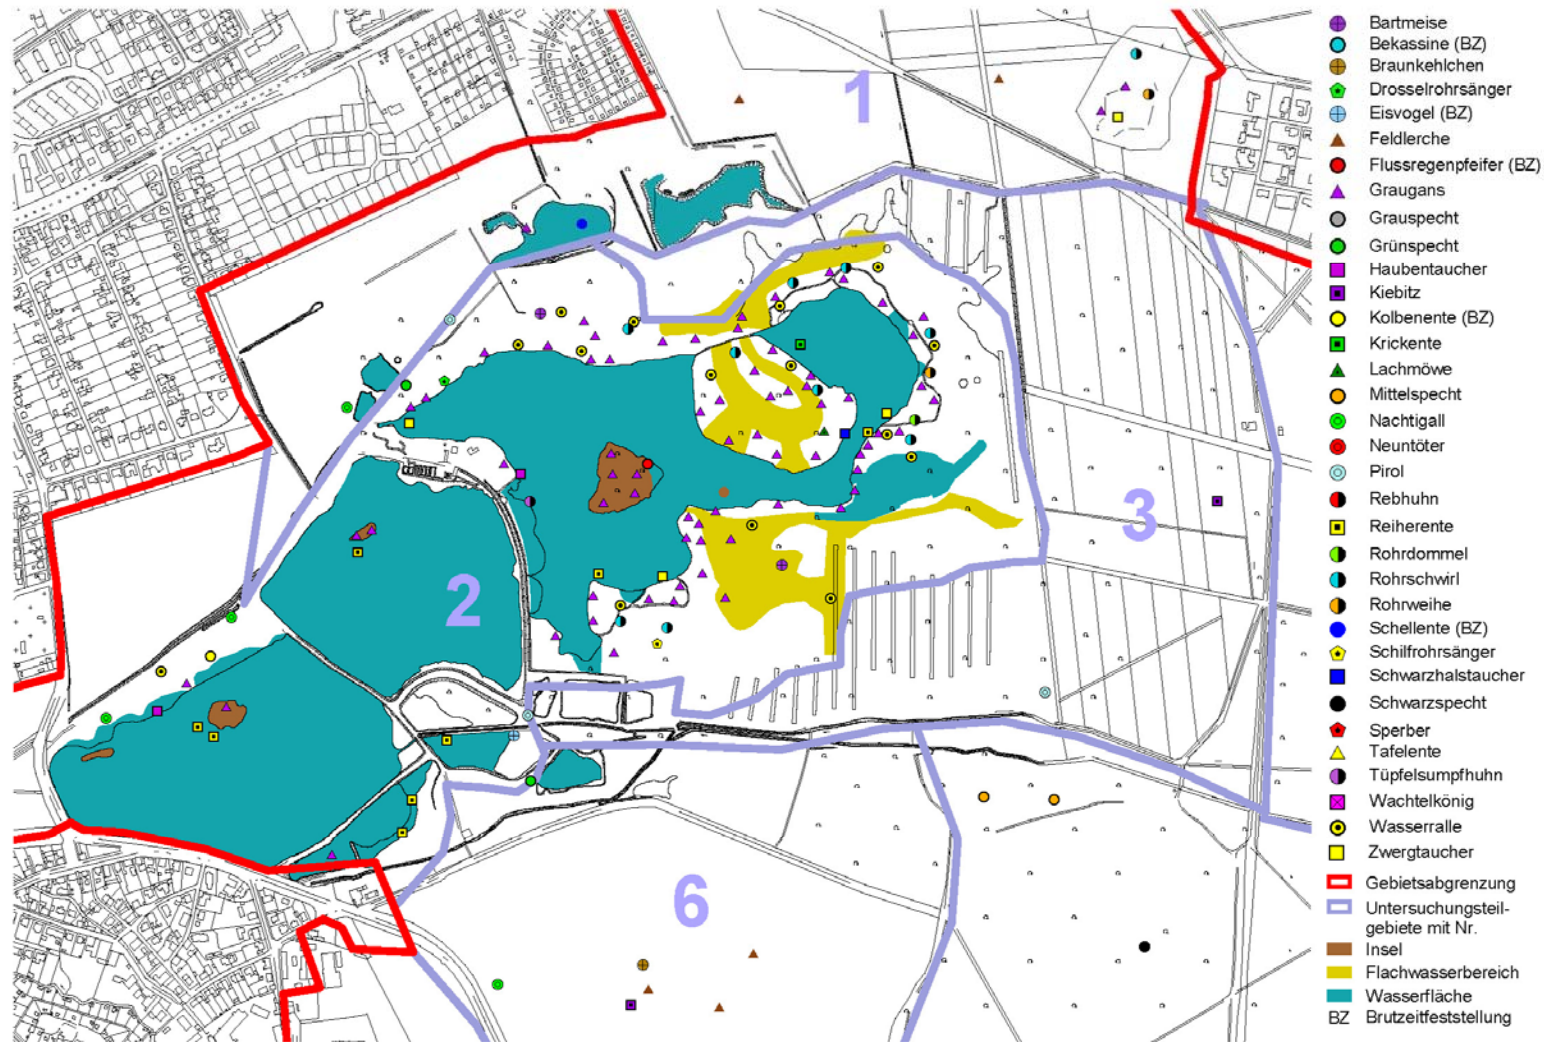 1
2
3
6
Bartmeise
Bekassine (BZ)
Braunkehlchen
Drosselrohrsänger
Eisvogel (BZ)
Feldlerche
Flussregenpfeifer (BZ)
Graugans
Grauspecht
Grünspecht
Haubentaucher
Kiebitz
Kolbenente (BZ)
Krickente
Lachmöwe
Mittelspecht
Nachtigall
Neuntöter
Pirol
Rebhuhn
Reiherente
Rohrdommel
Rohrschwirl
Rohrweihe
Schellente (BZ)
Schilfrohrsänger
Schwarzhalstaucher
Schwarzspecht
Sperber
Tafelente
Tüpfelsumpfhuhn
Wachtelkönig
Wasserralle
Zwergtaucher
Gebietsabgrenzung
Untersuchungsteil-
gebiete mit Nr.
Insel
Flachwasserbereich
Wasserfläche
BZ Brutzeitfeststellung